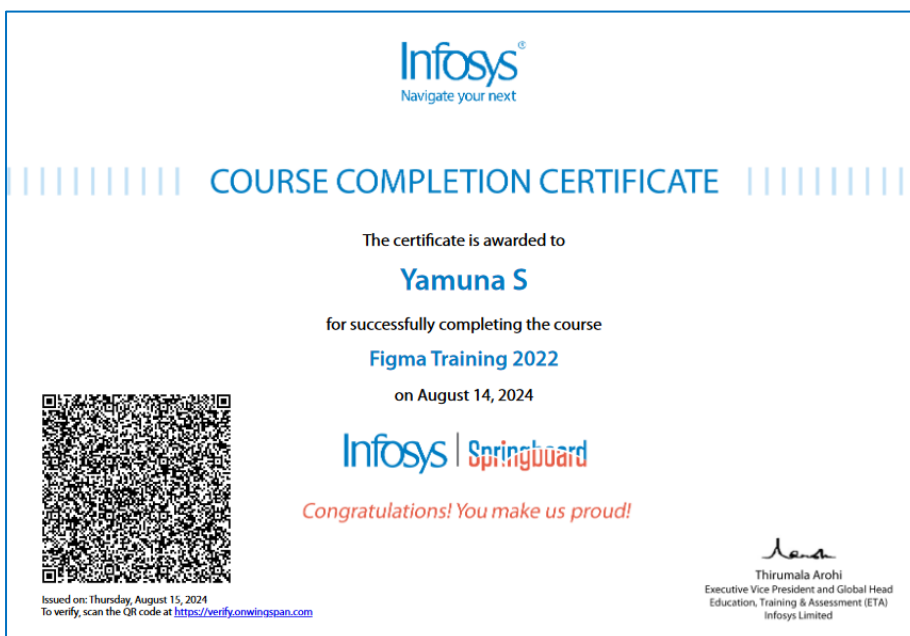 Infosys®
Navigate your next
COURSE COMPLETION CERTIFICATE
The certificate is awarded to
Yamuna S
for successfully completing the course
Figma Training 2022
on August 14, 2024
Infosys | Springboard
Congratulations! You make us proud!
Issued on: Thursday, August 15, 2024
To verify, scan the QR code at https://verify.onwingspan.com
Thirumala Arohi
Executive Vice President and Global Head
Education, Training & Assessment (ETA)
Infosys Limited